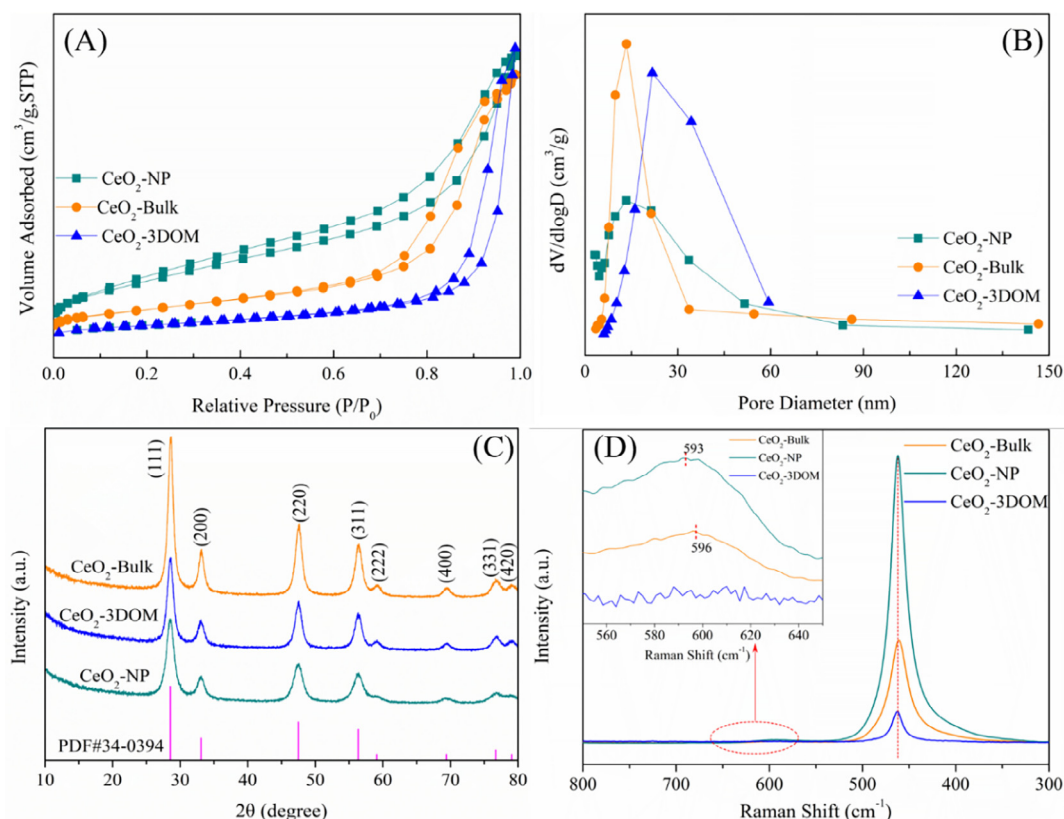 (A)
Volume Adsorbed (cm³/g,STP)
CeO₂-NP
CeO₂-Bulk
CeO₂-3DOM
0.0 0.2 0.4 0.6 0.8 1.0
Relative Pressure (P/P₀)
(B)
dV/dlogD (cm³/g)
CeO₂-NP
CeO₂-Bulk
CeO₂-3DOM
0 30 60 90 120 150
Pore Diameter (nm)
(C)
Intensity (a.u.)
(111)
(200)
(220)
(311)
(222)
(400)
(331)
(420)
CeO₂-Bulk
CeO₂-3DOM
CeO₂-NP
PDF#34-0394
10 20 30 40 50 60 70 80
2θ (degree)
(D)
Intensity (a.u.)
CeO₂-Bulk
CeO₂-NP
CeO₂-3DOM
593
596
560 580 600 620 640
Raman Shift (cm⁻¹)
CeO₂-Bulk
CeO₂-NP
CeO₂-3DOM
800 700 600 500 400 300
Raman Shift (cm⁻¹)